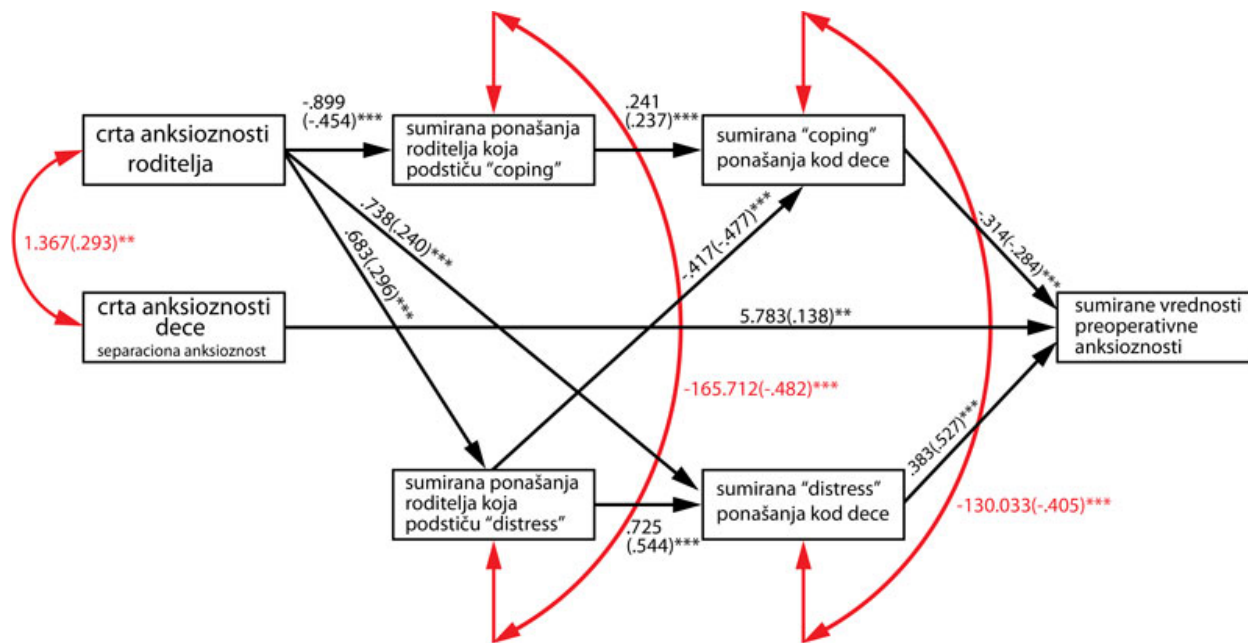 -.899
(-.454)***
.241
(.237)***
crta anksioznosti
roditelja
sumirana ponašanja
roditelja koja
podstiču “coping”
sumirana “coping”
ponašanja kod dece
.738(.240)***
.683(.296)***
-.417(-.477)***
-.314(-.284)***
1.367(.293)**
crta anksioznosti
dece
separaciona anksioznost
5.783(.138)**
sumirane vrednosti
preoperativne
anksioznosti
-165.712(-.482)***
.383(.527)***
sumirana ponašanja
roditelja koja
podstiču “distress”
sumirana “distress”
ponašanja kod dece
-130.033(-.405)***
.725
(.544)***